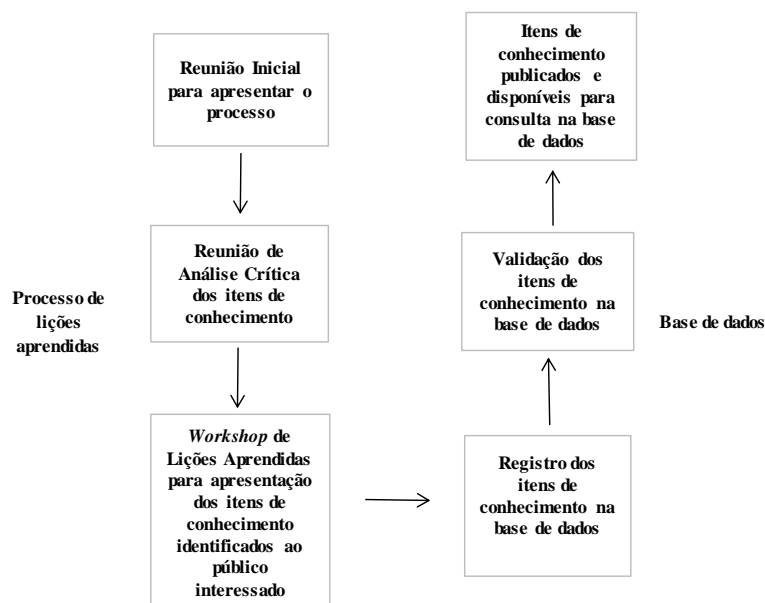 Reunião Inicial
para apresentar o
processo
Reunião de
Análise Crítica
dos itens de
conhecimento
Processo de
lições
aprendidas
Workshop de
Lições Aprendidas
para apresentação
dos itens de
conhecimento
identificados ao
público
interessado
Registro dos
itens de
conhecimento na
base de dados
Validação dos
itens de
conhecimento na
base de dados
Base de dados
Itens de
conhecimento
publicados e
disponíveis para
consulta na base
de dados